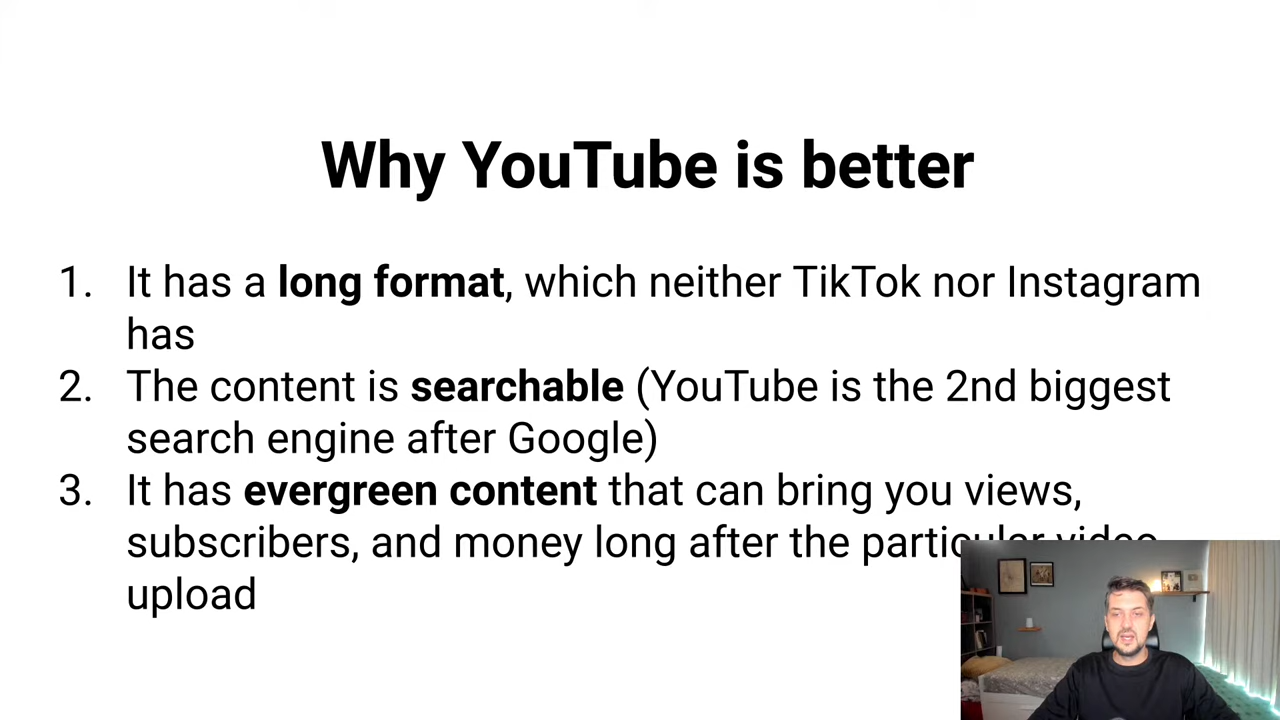 Why YouTube is better
1. It has a long format, which neither TikTok nor Instagram
has
2. The content is searchable (YouTube is the 2nd biggest
search engine after Google)
3. It has evergreen content that can bring you views,
subscribers, and money long after the particular video
upload